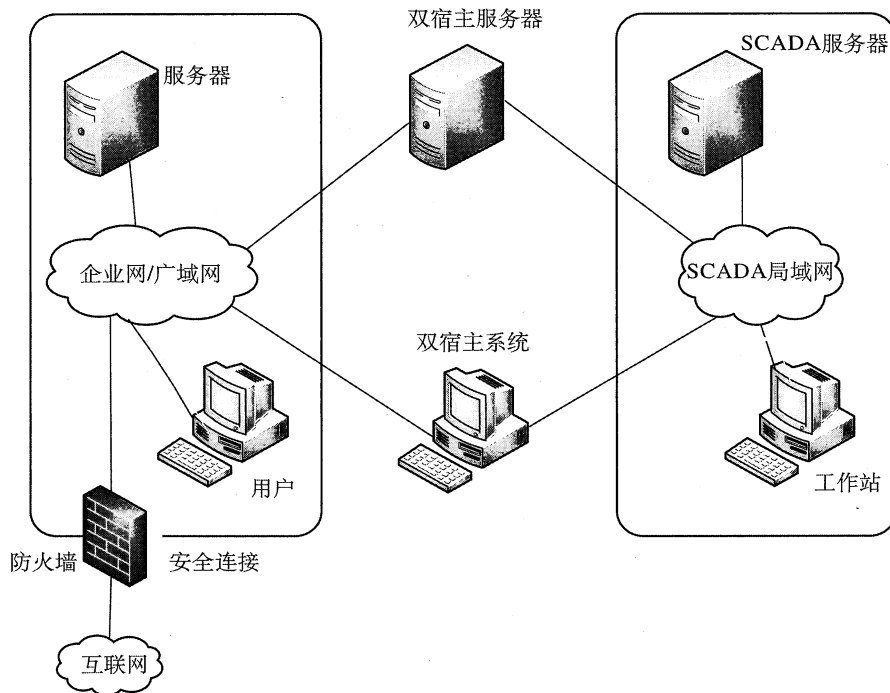 双宿主服务器
SCADA服务器
服务器
企业网/广域网
SCADA局域网
双宿主系统
用户
工作站
防火墙
安全连接
互联网